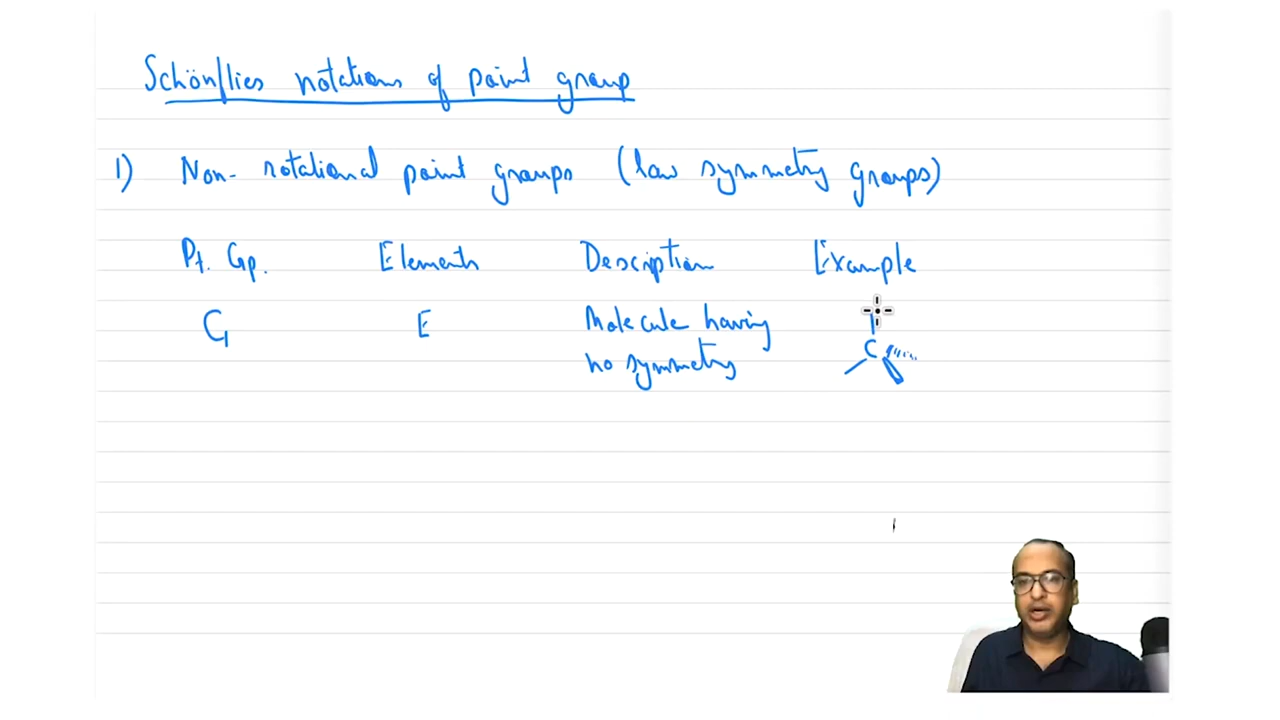 Schönflies notations of point group
1) Non-rotational point groups (low symmetry groups)
Pt. Gp. Elements Description Example
C1 E Molecule having
no symmetry
C